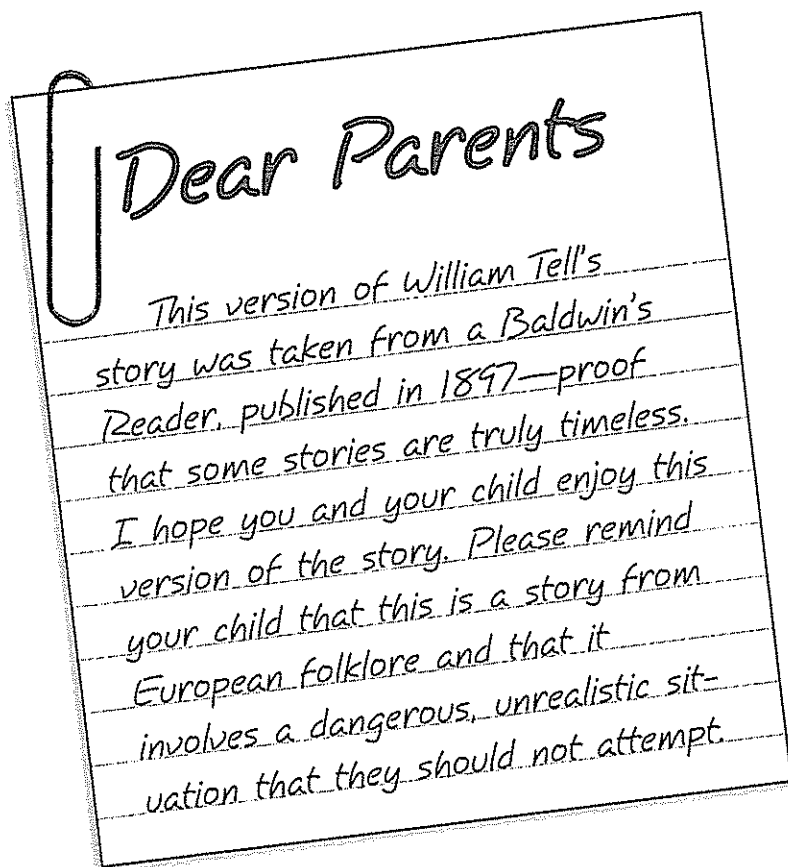 Dear Parents
This version of William Tell's
story was taken from a Baldwin's
Reader, published in 1897—proof
that some stories are truly timeless.
I hope you and your child enjoy this
version of the story. Please remind
your child that this is a story from
European folklore and that it
involves a dangerous, unrealistic sit-
uation that they should not attempt.